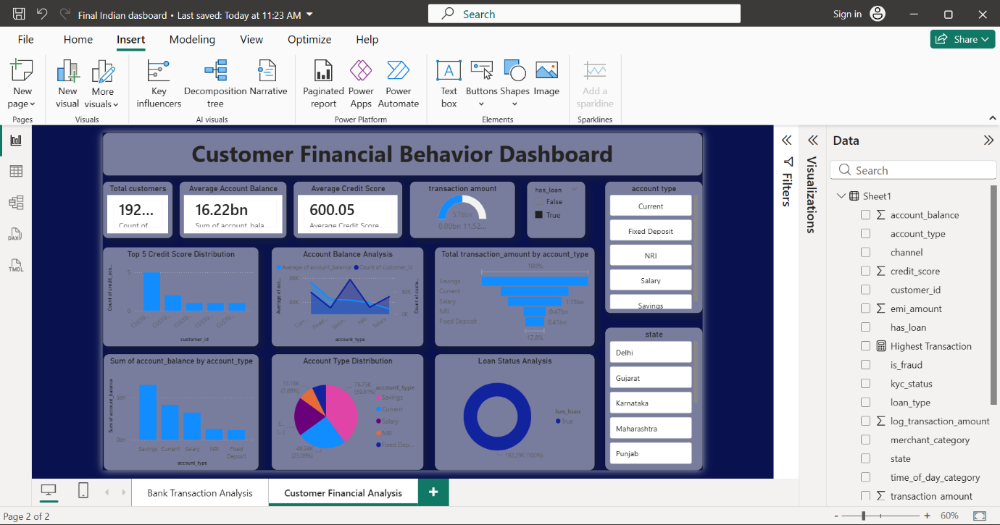 Final Indian dasboard • Last saved: Today at 11:23 AM
Search
Sign in
File
Home
Insert
Modeling
View
Optimize
Help
Share
New page
New visual
More visuals
Key influencers
Decomposition tree
Narrative
Paginated report
Power Apps
Power Automate
Text box
Buttons
Shapes
Image
Add a sparkline
Pages
Visuals
AI visuals
Power Platform
Elements
Sparklines
Customer Financial Behavior Dashboard
Total customers
192...
Count of
Average Account Balance
16.22bn
Sum of account_bala
Average Credit Score
600.05
Average Credit Score
transaction amount
5.76bn
0.00bn 11.52...
has_loan
False
True
account type
Current
Fixed Deposit
NRI
Salary
Savings
Top 5 Credit Score Distribution
Count of credit_sco...
5
0
CUSTO...
CUSTO...
CUSTO...
CUSTO...
CUSTO...
customer_id
Account Balance Analysis
Average of account_balance
Count of customer_id
Average of acc...
86K
84K
50K
0K
Count of custo...
Cur...
Fixed...
Savin...
NRI
Salary
account_type
Total transaction_amount by account_type
100%
Savings
Current
Salary
1.15bn
NRI
0.47bn
Fixed Deposit
0.41bn
17.8%
state
Delhi
Gujarat
Karnataka
Maharashtra
Punjab
Sum of account_balance by account_type
Sum of account_balance
5bn
0bn
Savings
Current
Salary
NRI
Fixed Deposit
account_type
Account Type Distribution
15.18K (7.89%)
76.75K (39.91%)
3... (...)
48.24K (25.09%)
account_type
Savings
Current
Salary
NRI
Fixed Dep...
Loan Status Analysis
has_loan
True
192.29K (100%)
Filters
Visualizations
Data
Search
Sheet1
account_balance
account_type
channel
credit_score
customer_id
emi_amount
has_loan
Highest Transaction
is_fraud
kyc_status
loan_type
log_transaction_amount
merchant_category
state
time_of_day_category
transaction amount
DAX
TMDL
Bank Transaction Analysis
Customer Financial Analysis
Page 2 of 2
60%